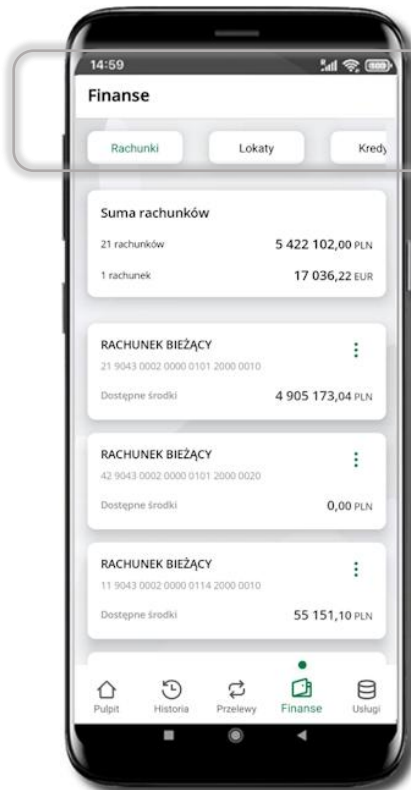 14:59
Finanse
Rachunki Lokaty Kredy
Suma rachunków
21 rachunków 5 422 102,00 PLN
1 rachunek 17 036,22 EUR
RACHUNEK BIEŻĄCY
21 9043 0002 0000 0101 2000 0010
Dostępne środki 4 905 173,04 PLN
RACHUNEK BIEŻĄCY
42 9043 0002 0000 0101 2000 0020
Dostępne środki 0,00 PLN
RACHUNEK BIEŻĄCY
11 9043 0002 0000 0114 2000 0010
Dostępne środki 55 151,10 PLN
Pulpit Historia Przelewy Finanse Usługi